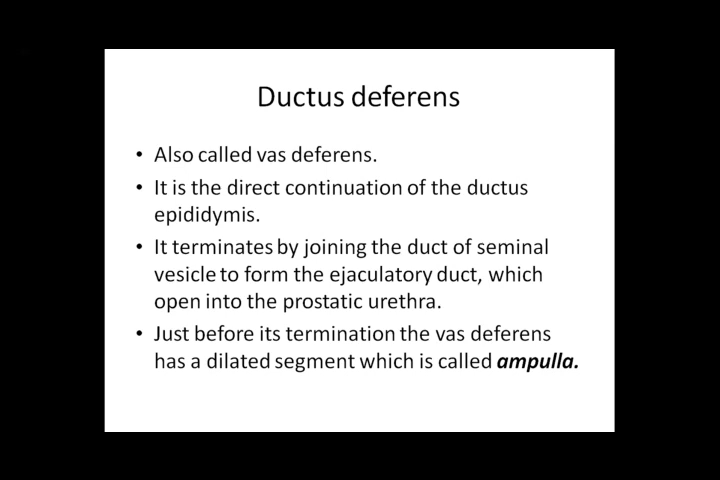 Ductus deferens
• Also called vas deferens.
• It is the direct continuation of the ductus
epididymis.
• It terminates by joining the duct of seminal
vesicle to form the ejaculatory duct, which
open into the prostatic urethra.
• Just before its termination the vas deferens
has a dilated segment which is called ampulla.